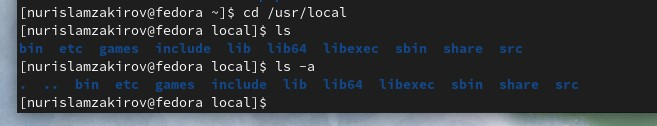 [nurislamzakirov@fedora ~]$ cd /usr/local
[nurislamzakirov@fedora local]$ ls
bin  etc  games  include  lib  lib64  libexec  sbin  share  src
[nurislamzakirov@fedora local]$ ls -a
.  ..  bin  etc  games  include  lib  lib64  libexec  sbin  share  src
[nurislamzakirov@fedora local]$